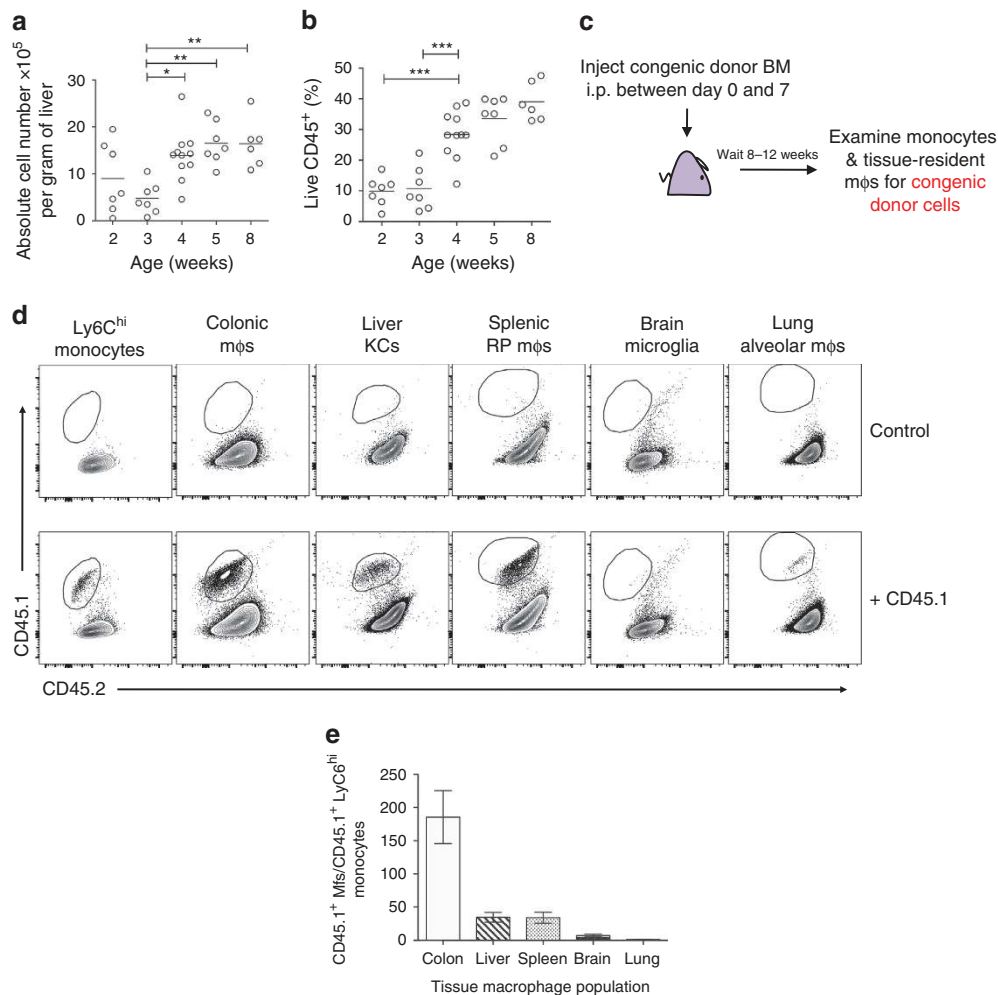 a
Absolute cell number ×10⁵
per gram of liver
30
20
10
0
2 3 4 5 8
Age (weeks)
*
**
**
b
Live CD45⁺ (%)
50
40
30
20
10
0
2 3 4 5 8
Age (weeks)
***
***
c
Inject congenic donor BM
i.p. between day 0 and 7
Wait 8–12 weeks
Examine monocytes
& tissue-resident
mϕs for congenic
donor cells
d
Ly6Cʰⁱ
monocytes
Colonic
mϕs
Liver
KCs
Splenic
RP mϕs
Brain
microglia
Lung
alveolar mϕs
Control
+ CD45.1
CD45.1
CD45.2
e
CD45.1⁺ Mfs/CD45.1⁺ LyC6ʰⁱ
monocytes
250
200
150
100
50
0
Colon Liver Spleen Brain Lung
Tissue macrophage population